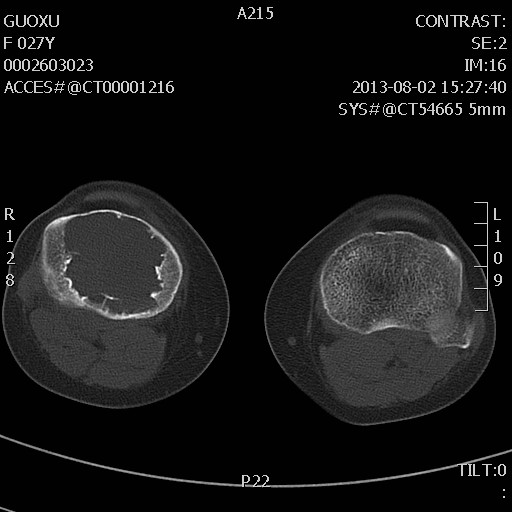 GUOXU
F 027Y
0002603023
ACCES#@CT00001216
A215
CONTRAST:
SE:2
IM:16
2013-08-02 15:27:40
SYS#@CT54665 5mm
R
1
2
8
L
1
0
9
P22
TILT:0
: